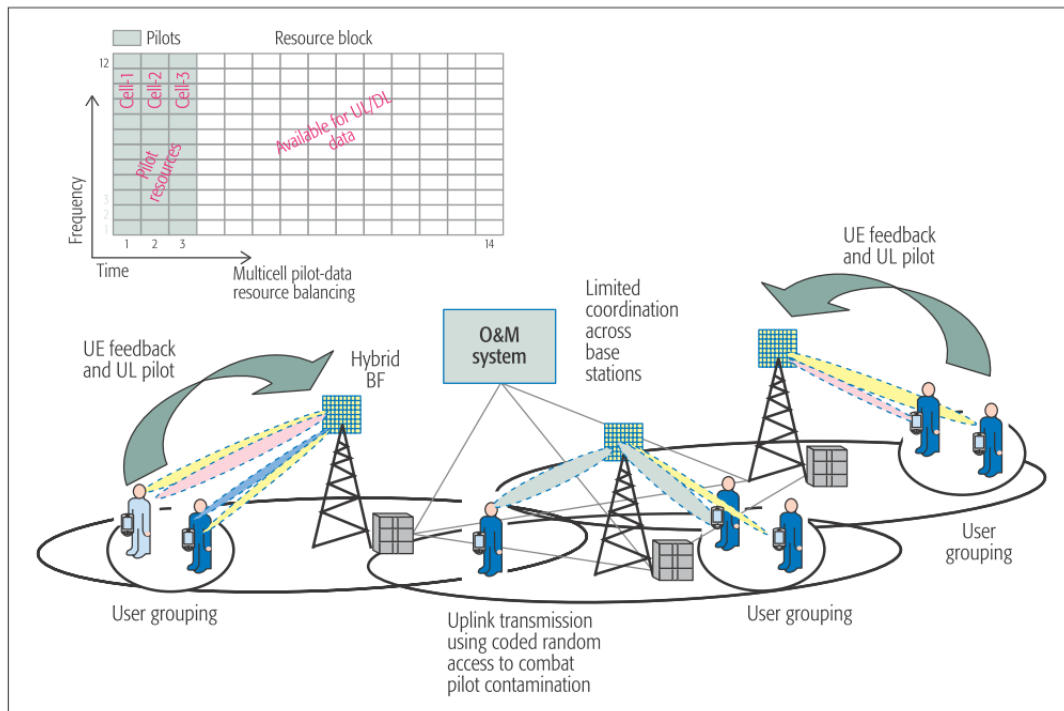 Pilots
Resource block
12
Cell-1
Cell-2
Cell-3
Available for UL/DL
data
Pilot
resources
Frequency
3
2
1
1
2
3
14
Time
Multicell pilot-data
resource balancing
UE feedback
and UL pilot
Limited
coordination
across
base
stations
O&M
system
UE feedback
and UL pilot
Hybrid
BF
User
grouping
User grouping
Uplink transmission
using coded random
access to combat
pilot contamination
User grouping